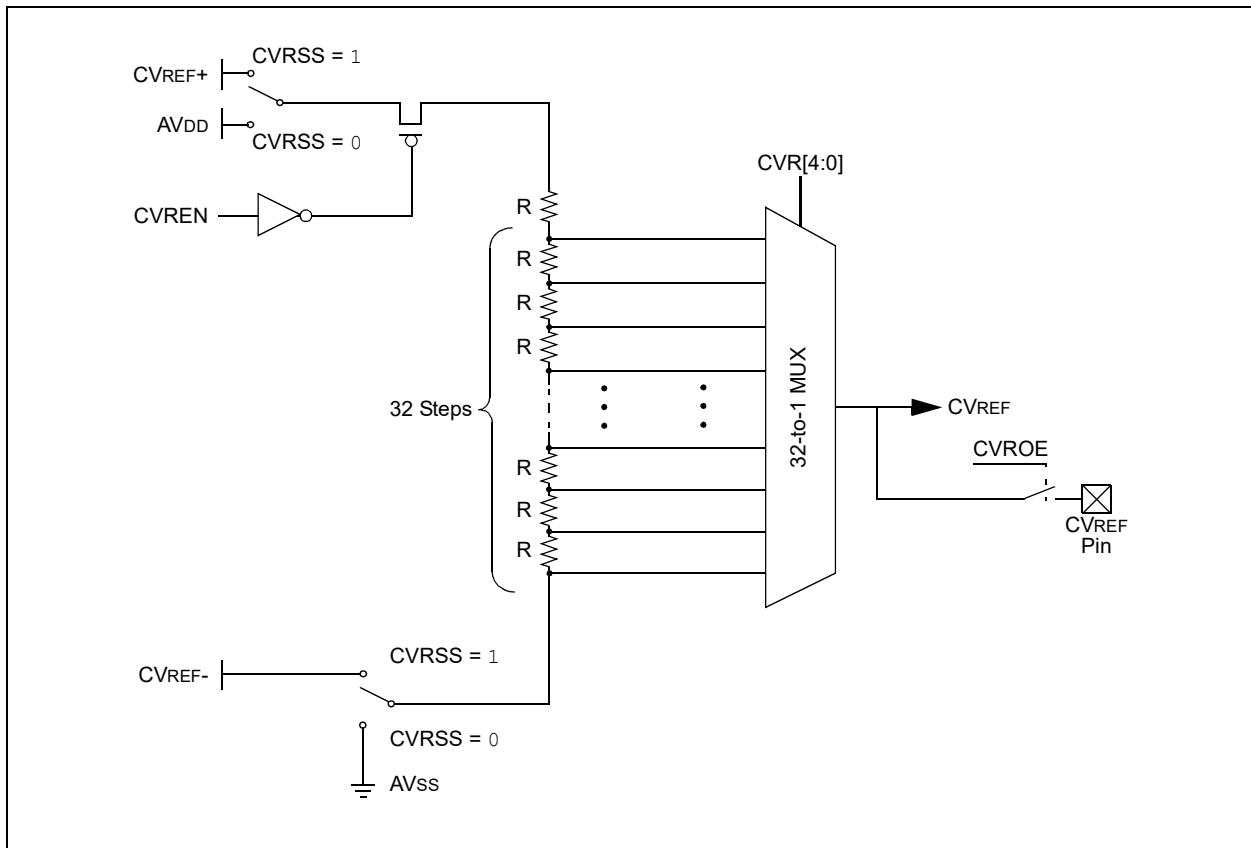 CVRSS = 1
CVREF+
AVDD
CVRSS = 0
CVREN
CVR[4:0]
R
R
R
R
32 Steps
32-to-1 MUX
CVREF
CVROE
R
R
R
CVREF
Pin
CVRSS = 1
CVREF-
CVRSS = 0
AVSS